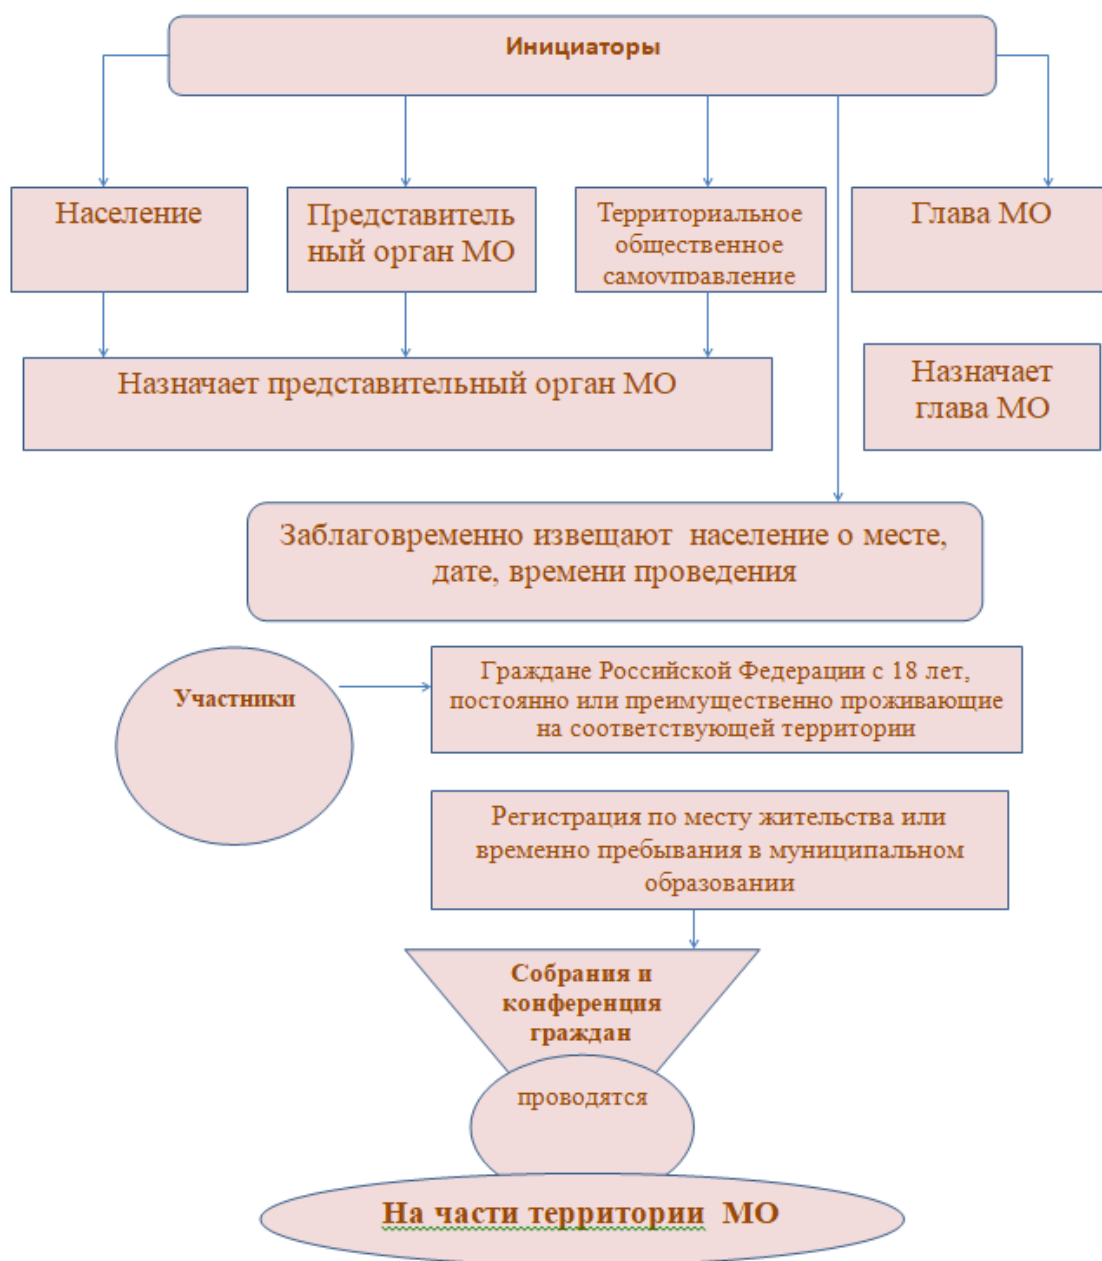 Инициаторы
Население
Представитель
ный орган МО
Территориальное
общественное
самоуправление
Глава МО
Назначает представительный орган МО
Назначает
глава МО
Заблаговременно извещают  население о месте,
дате, времени проведения
Участники
Граждане Российской Федерации с 18 лет,
постоянно или преимущественно проживающие
на соответствующей территории
Регистрация по месту жительства или
временно пребывания в муниципальном
образовании
Собрания и
конференция
граждан
проводятся
На части территории  МО